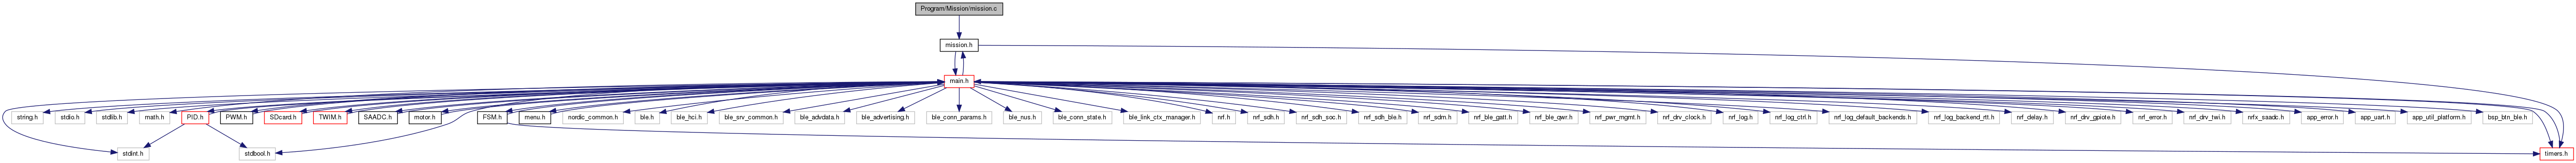 Program/Mission/mission.c
mission.h
main.h
string.h
stdio.h
stdlib.h
math.h
PID.h
PWM.h
SDcard.h
TWIM.h
SAADC.h
motor.h
FSM.h
menu.h
nordic_common.h
ble.h
ble_hci.h
ble_srv_common.h
ble_advdata.h
ble_advertising.h
ble_conn_params.h
ble_nus.h
ble_conn_state.h
ble_link_ctx_manager.h
nrf.h
nrf_sdh.h
nrf_sdh_soc.h
nrf_sdh_ble.h
nrf_sdm.h
nrf_ble_gatt.h
nrf_ble_qwr.h
nrf_pwr_mgmt.h
nrf_drv_clock.h
nrf_log.h
nrf_log_ctrl.h
nrf_log_default_backends.h
nrf_log_backend_rtt.h
nrf_delay.h
nrf_drv_gpiote.h
nrf_error.h
nrf_drv_twi.h
nrfx_saadc.h
app_error.h
app_uart.h
app_util_platform.h
bsp_btn_ble.h
stdint.h
stdbool.h
timers.h